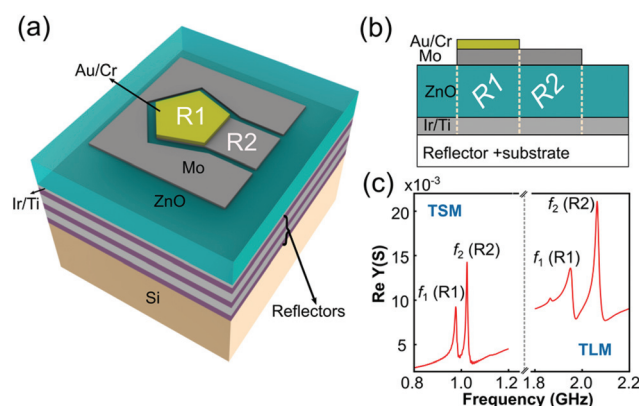 (a)
Au/Cr
R1
R2
Mo
ZnO
Ir/Ti
Si
Reflectors
(b)
Au/Cr
Mo
ZnO
R1
R2
Ir/Ti
Reflector +substrate
(c)
x10⁻³
20
15
10
5
Re Y(S)
TSM
f₁ (R1)
f₂ (R2)
f₁ (R1)
f₂ (R2)
TLM
0.8 1.0 1.2 1.8 2.0 2.2
Frequency (GHz)